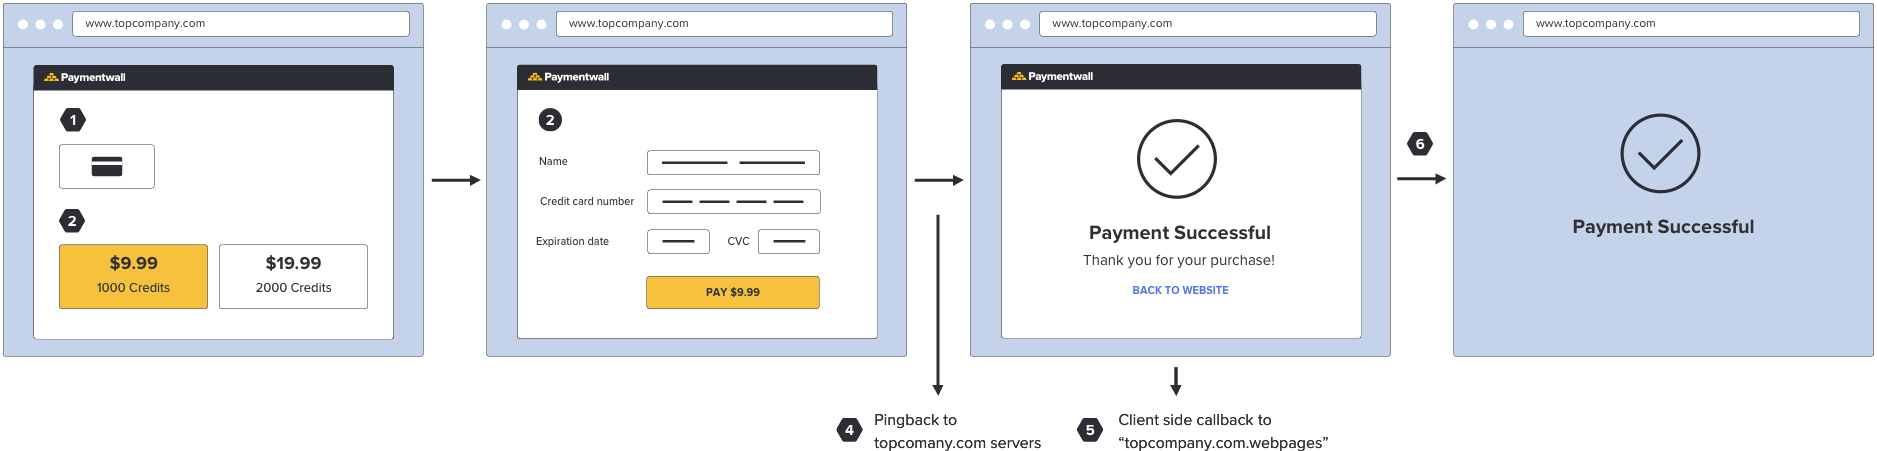 www.topcompany.com
Paymentwall
1
2
$9.99
1000 Credits
$19.99
2000 Credits
www.topcompany.com
Paymentwall
2
Name
Credit card number
Expiration date
CVC
PAY $9.99
www.topcompany.com
Paymentwall
Payment Successful
Thank you for your purchase!
BACK TO WEBSITE
6
www.topcompany.com
Payment Successful
4
Pingback to
topcomany.com servers
5
Client side callback to
“topcompany.com.webpages”